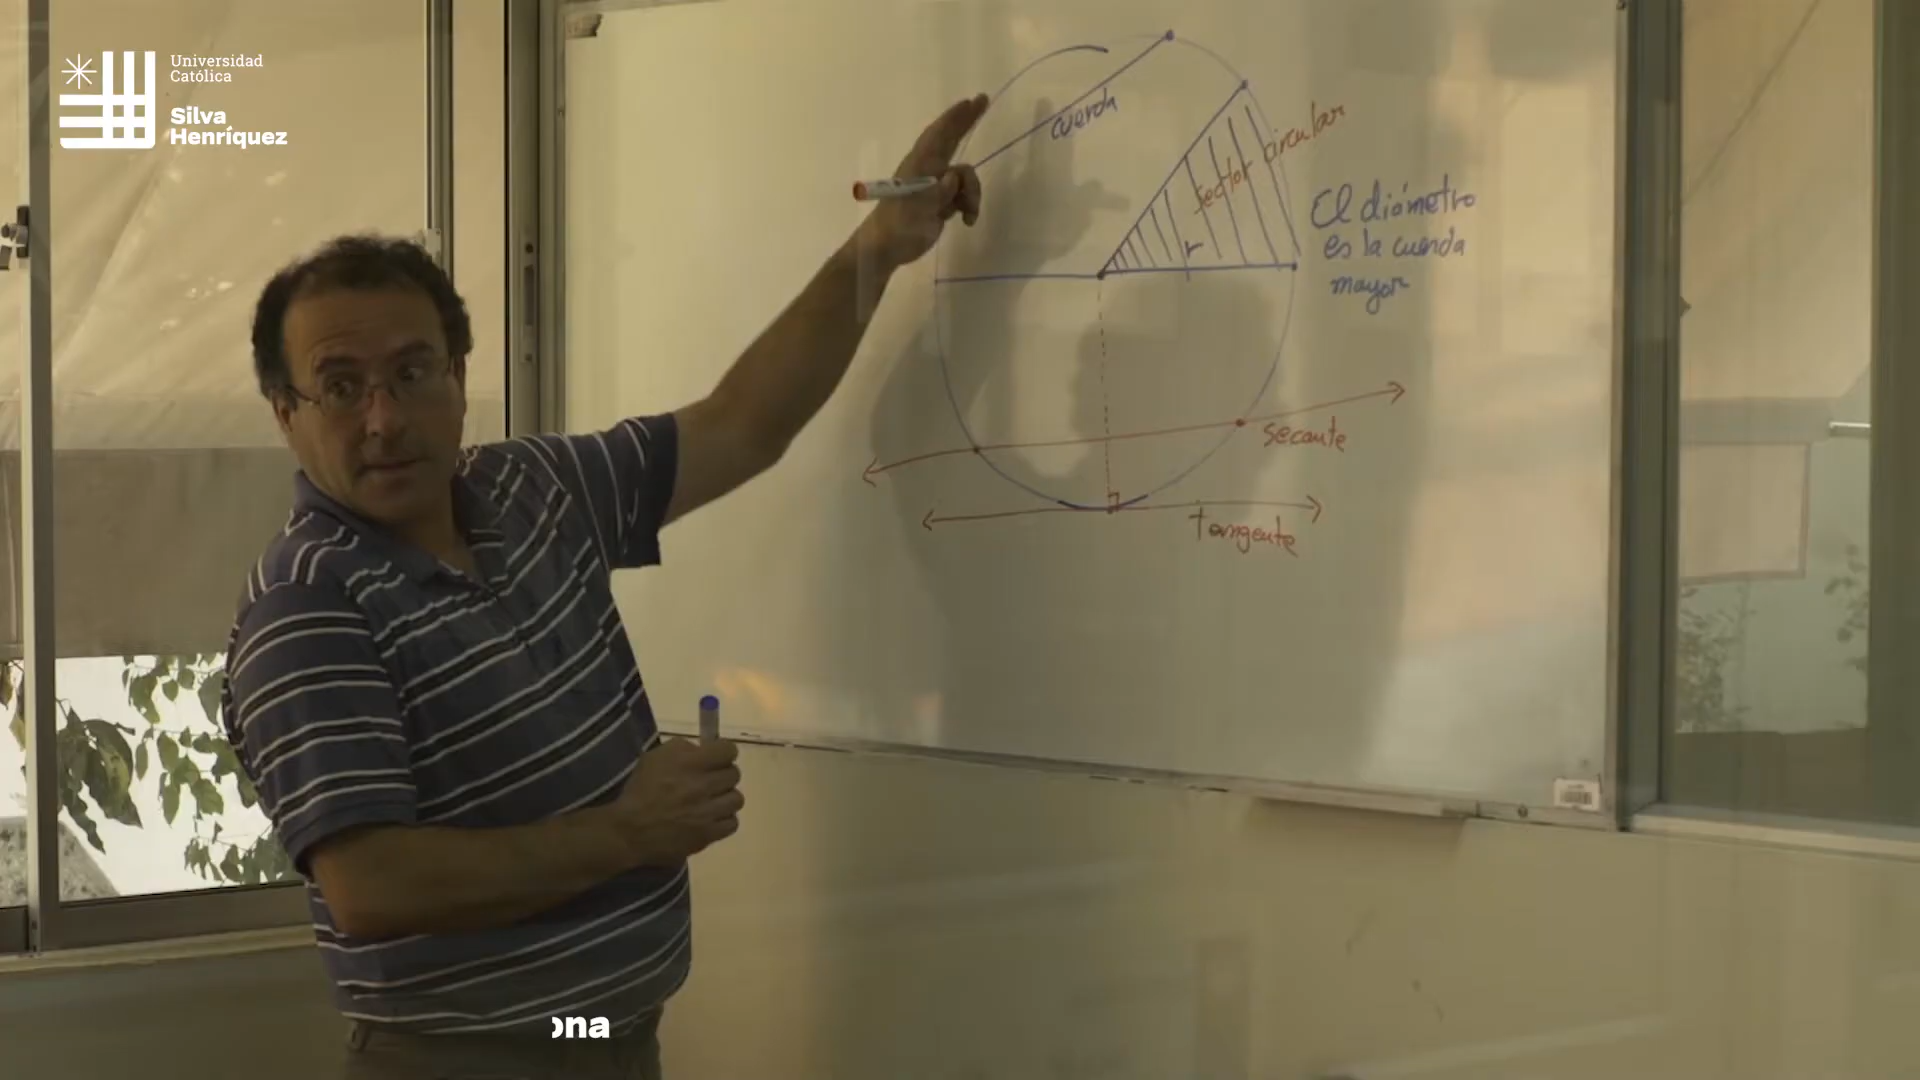 Universidad
Católica
Silva
Henríquez
cuerda
sector circular
r
El diámetro
es la cuerda
mayor
secante
tangente
ona